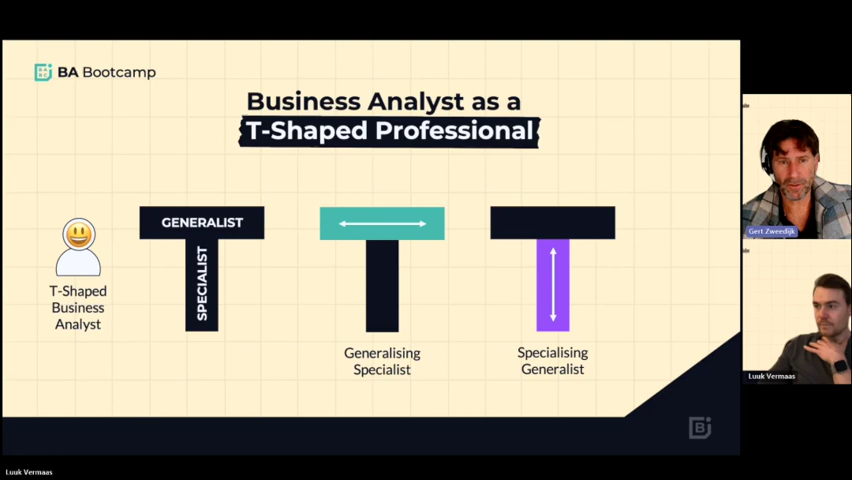 BA Bootcamp
Business Analyst as a
T-Shaped Professional
GENERALIST
SPECIALIST
T-Shaped
Business
Analyst
Generalising
Specialist
Specialising
Generalist
Gert Zweedijk
Luuk Vermaas
Luuk Vermaas